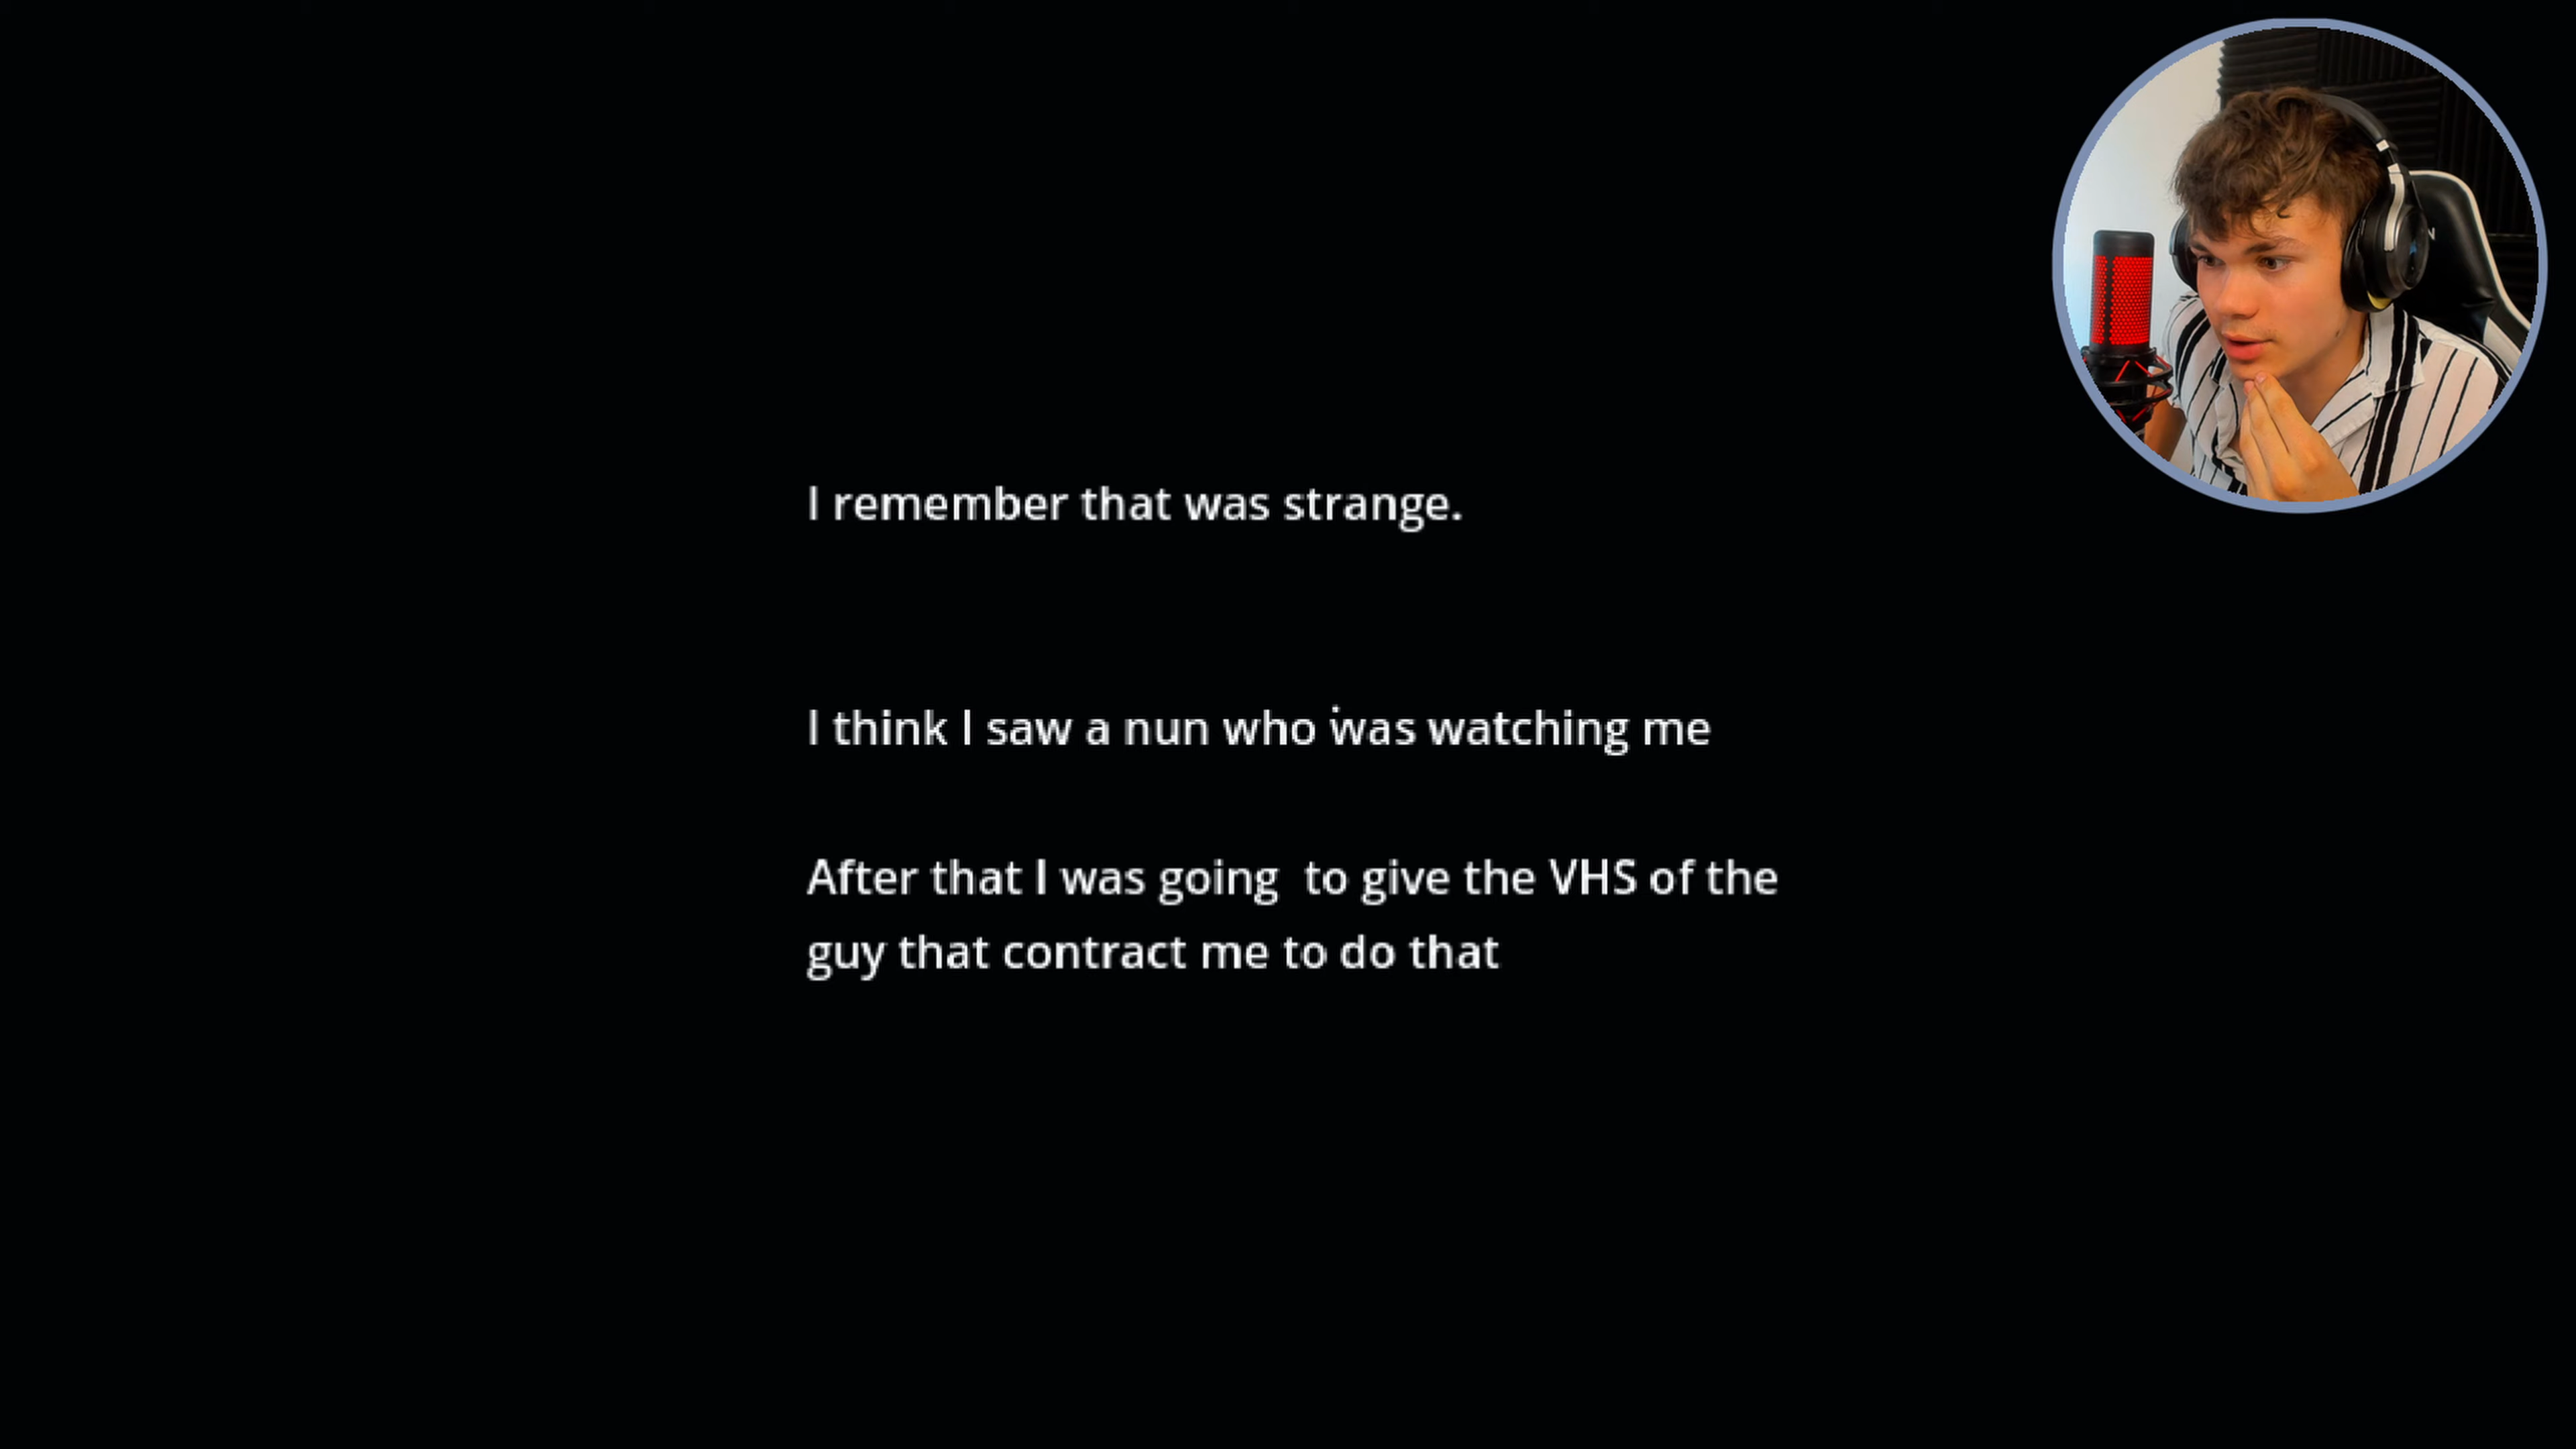 I remember that was strange.
I think I saw a nun who was watching me
After that I was going  to give the VHS of the
guy that contract me to do that